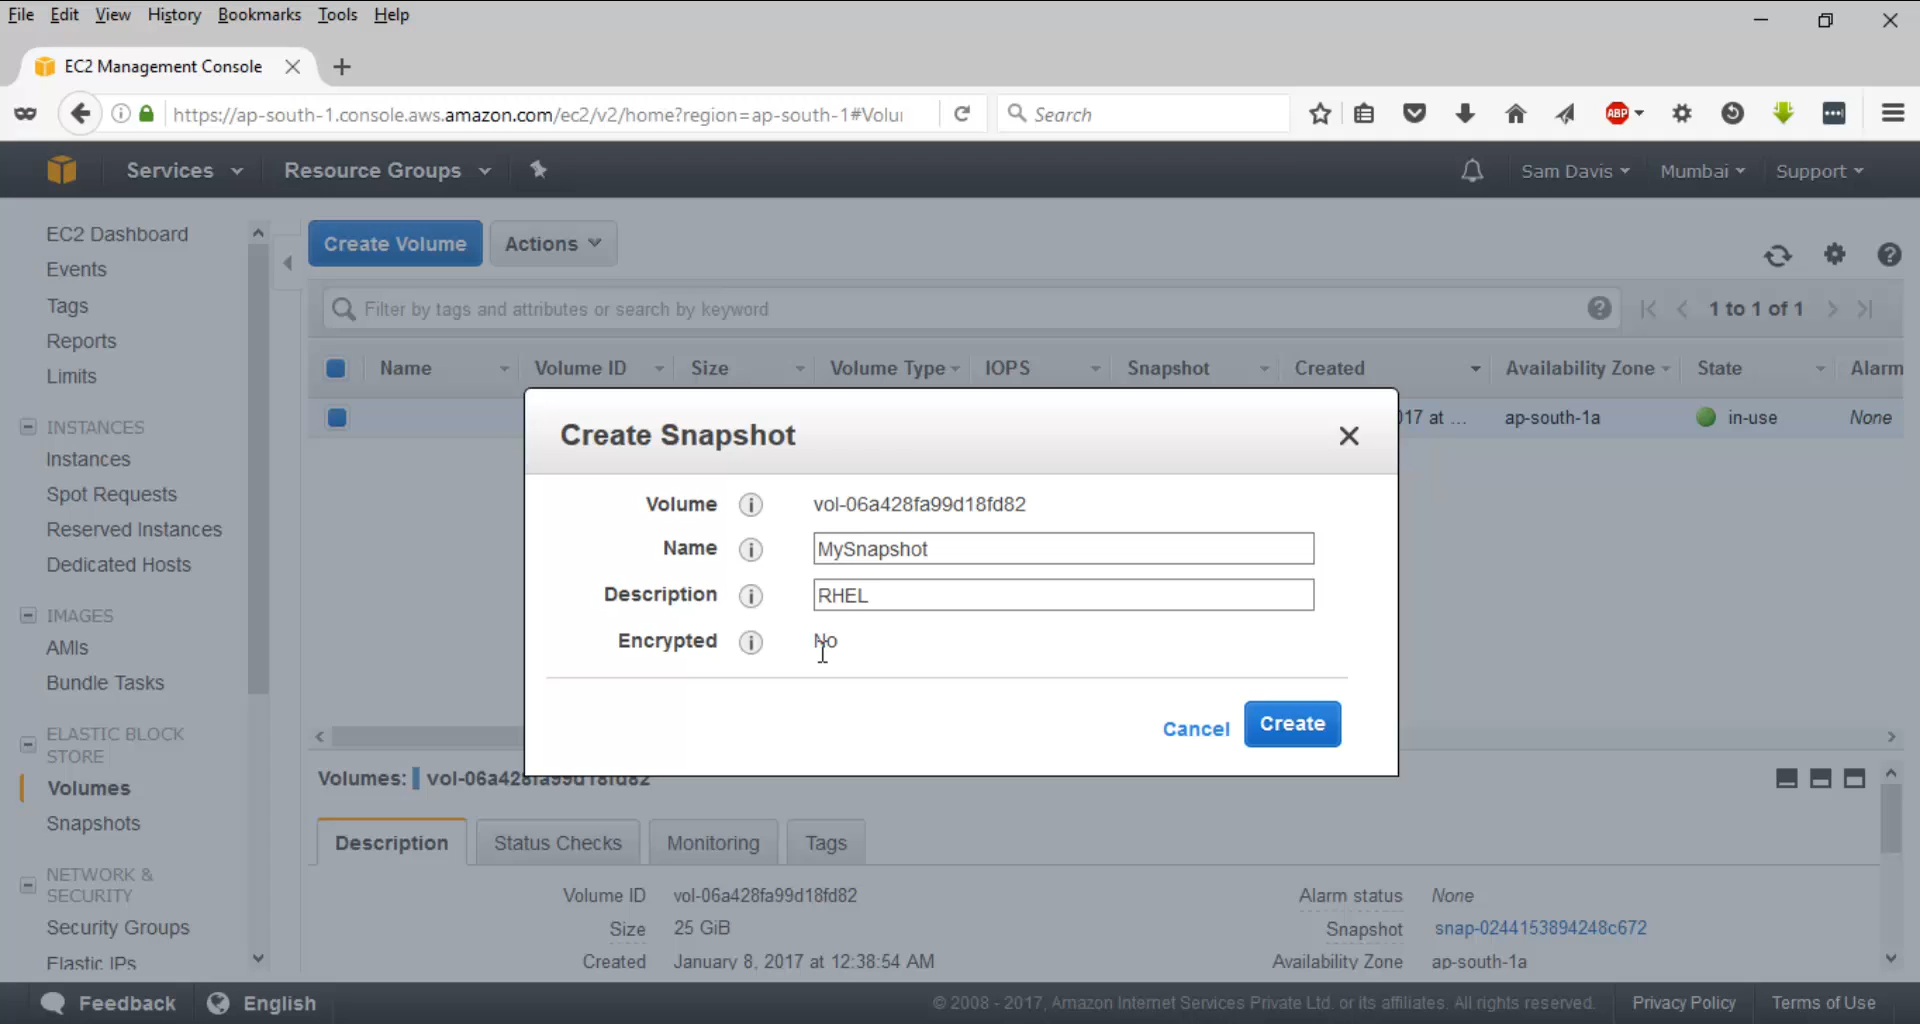 File Edit View History Bookmarks Tools Help
EC2 Management Console
https://ap-south-1.console.aws.amazon.com/ec2/v2/home?region=ap-south-1#Volu
Search
ABP
Services Resource Groups Sam Davis Mumbai Support
EC2 Dashboard
Events
Tags
Reports
Limits
INSTANCES
Instances
Spot Requests
Reserved Instances
Dedicated Hosts
IMAGES
AMIs
Bundle Tasks
ELASTIC BLOCK
STORE
Volumes
Snapshots
NETWORK &
SECURITY
Security Groups
Elastic IPs
Create Volume Actions
Filter by tags and attributes or search by keyword
1 to 1 of 1
Name Volume ID Size Volume Type IOPS Snapshot Created Availability Zone State Alarm
017 at ... ap-south-1a in-use None
Create Snapshot
Volume vol-06a428fa99d18fd82
Name MySnapshot
Description RHEL
Encrypted No
Cancel Create
Volumes: vol-06a428fa99d18fd82
Description Status Checks Monitoring Tags
Volume ID vol-06a428fa99d18fd82 Alarm status None
Size 25 GiB Snapshot snap-0244153894248c672
Created January 8, 2017 at 12:38:54 AM Availability Zone ap-south-1a
Feedback English © 2008 - 2017, Amazon Internet Services Private Ltd. or its affiliates. All rights reserved. Privacy Policy Terms of Use